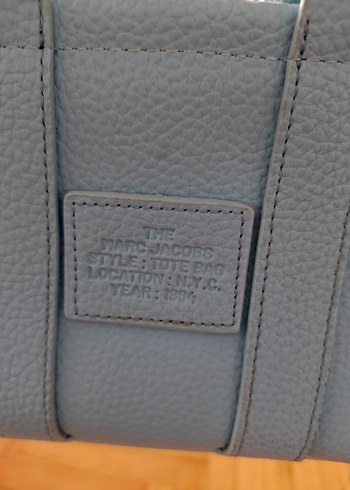 THE
MARC JACOBS
STYLE: TOTE BAG
LOCATION: N.Y.C.
YEAR: 1984